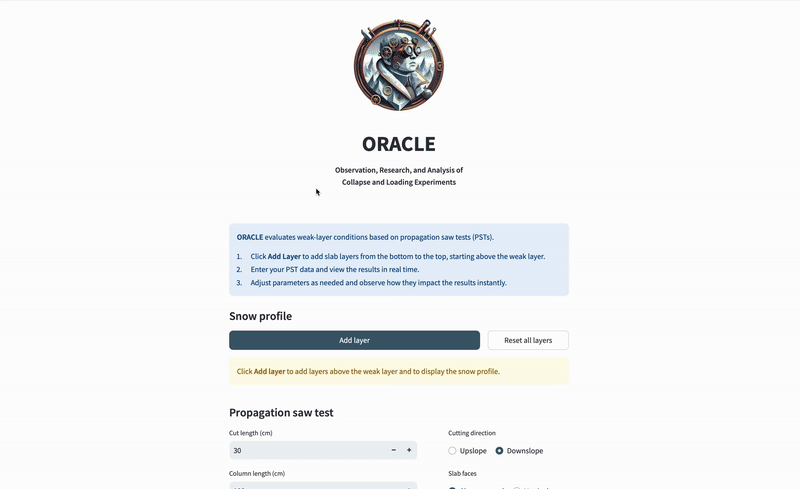 ORACLE
Observation, Research, and Analysis of
Collapse and Loading Experiments
ORACLE evaluates weak-layer conditions based on propagation saw tests (PSTs).
1. Click Add Layer to add slab layers from the bottom to the top, starting above the weak layer.
2. Enter your PST data and view the results in real time.
3. Adjust parameters as needed and observe how they impact the results instantly.
Snow profile
Add layer Reset all layers
Click Add layer to add layers above the weak layer and to display the snow profile.
Propagation saw test
Cut length (cm) Cutting direction
30 − + Upslope Downslope
Column length (cm) Slab faces